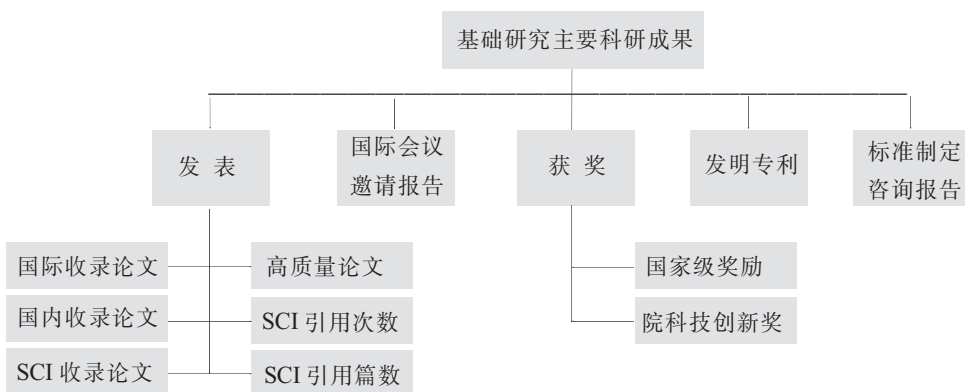 基础研究主要科研成果
发 表
国际会议
邀请报告
获 奖
发明专利
标准制定
咨询报告
国际收录论文
高质量论文
国家级奖励
国内收录论文
SCI 引用次数
院科技创新奖
SCI 收录论文
SCI 引用篇数